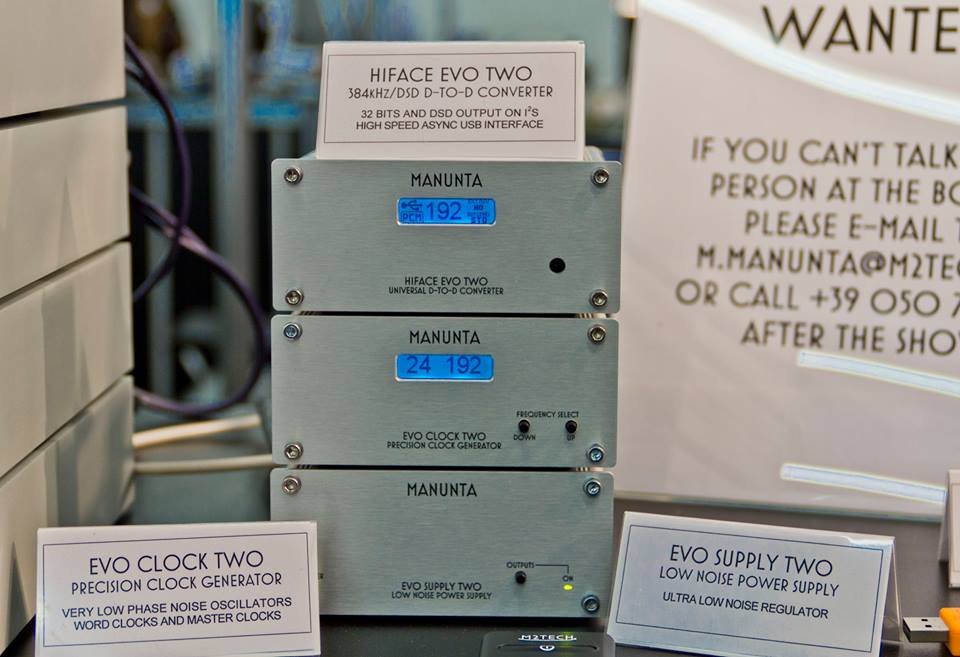 HIFACE EVO TWO
384KHZ/DSD D-TO-D CONVERTER
32 BITS AND DSD OUTPUT ON I²S
HIGH SPEED ASYNC USB INTERFACE
MANUNTA
PCM 192
STD
HIFACE EVO TWO
UNIVERSAL D-TO-D CONVERTER
MANUNTA
24 192
FREQUENCY SELECT
DOWN UP
EVO CLOCK TWO
PRECISION CLOCK GENERATOR
MANUNTA
OUTPUTS
ON
EVO SUPPLY TWO
LOW NOISE POWER SUPPLY
EVO CLOCK TWO
PRECISION CLOCK GENERATOR
VERY LOW PHASE NOISE OSCILLATORS
WORD CLOCKS AND MASTER CLOCKS
EVO SUPPLY TWO
LOW NOISE POWER SUPPLY
ULTRA LOW NOISE REGULATOR
M2TECH
WANTE
IF YOU CAN'T TALK
PERSON AT THE BO
PLEASE E-MAIL T
M.MANUNTA@M2TEC
OR CALL +39 050 7
AFTER THE SHO